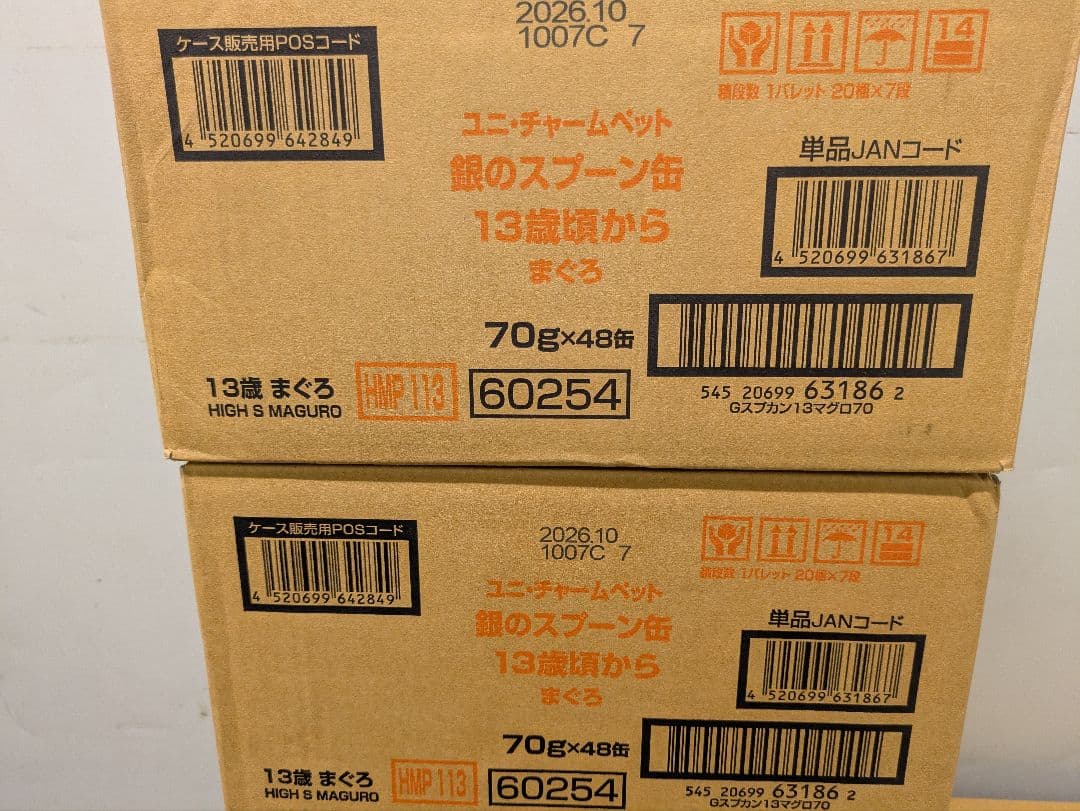 2026.10
1007C 7
ケース販売用POSコード
4 520699 642849
14
積段数 1パレット 20梱×7段
ユニ・チャームペット
銀のスプーン缶
13歳頃から
まぐろ
単品JANコード
4 520699 631867
70g×48缶
13歳 まぐろ
HIGH S MAGURO
HMP 113
60254
545 20699 63186 2
Gスプカン13マグロ70
ケース販売用POSコード
4 520699 642849
2026.10
1007C 7
14
積段数 1パレット 20梱×7段
ユニ・チャームペット
銀のスプーン缶
13歳頃から
まぐろ
単品JANコード
4 520699 631867
70g×48缶
13歳 まぐろ
HIGH S MAGURO
HMP 113
60254
545 20699 63186 2
Gスプカン13マグロ70